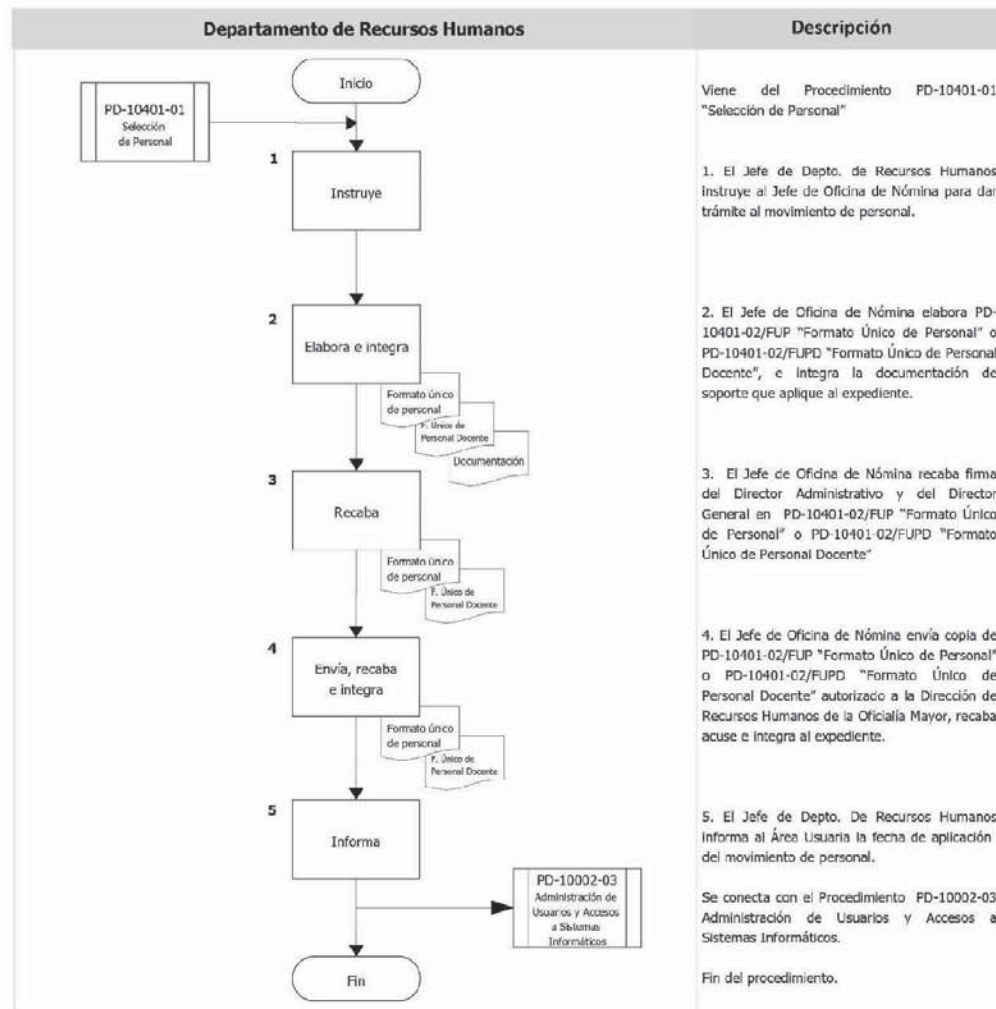 Departamento de Recursos Humanos
Descripción
Inicio
PD-10401-01
Selección
de Personal
Viene del Procedimiento PD-10401-01
"Selección de Personal"
1
Instruye
1. El Jefe de Depto. de Recursos Humanos
instruye al Jefe de Oficina de Nómina para dar
trámite al movimiento de personal.
2
Elabora e integra
Formato único
de personal
F. Único de
Personal Docente
Documentación
2. El Jefe de Oficina de Nómina elabora PD-
10401-02/FUP "Formato Único de Personal" o
PD-10401-02/FUPD "Formato Único de Personal
Docente", e integra la documentación de
soporte que aplique al expediente.
3
Recaba
Formato único
de personal
F. Único de
Personal Docente
3. El Jefe de Oficina de Nómina recaba firma
del Director Administrativo y del Director
General en PD-10401-02/FUP "Formato Único
de Personal" o PD-10401-02/FUPD "Formato
Único de Personal Docente"
4
Envía, recaba
e integra
Formato único
de personal
F. Único de
Personal Docente
4. El Jefe de Oficina de Nómina envía copia de
PD-10401-02/FUP "Formato Único de Personal"
o PD-10401-02/FUPD "Formato Único de
Personal Docente" autorizado a la Dirección de
Recursos Humanos de la Oficialía Mayor, recaba
acuse e integra al expediente.
5
Informa
5. El Jefe de Depto. De Recursos Humanos
informa al Área Usuaria la fecha de aplicación
del movimiento de personal.
PD-10002-03
Administración de
Usuarios y Accesos
a Sistemas
Informáticos
Se conecta con el Procedimiento PD-10002-03
Administración de Usuarios y Accesos a
Sistemas Informáticos.
Fin
Fin del procedimiento.